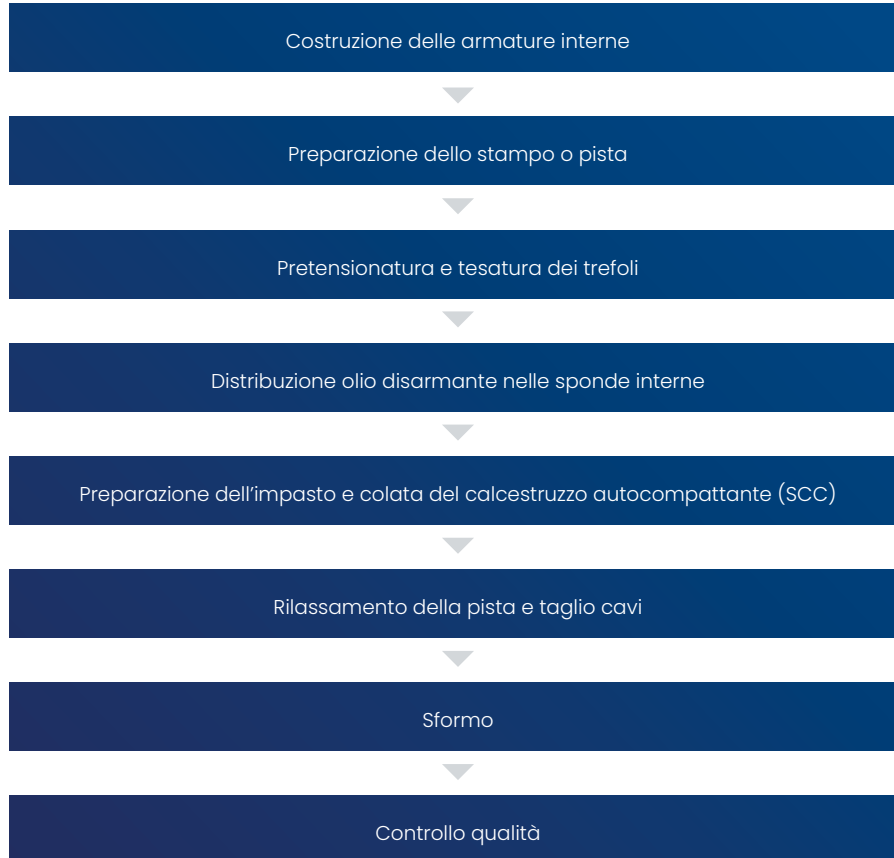 Costruzione delle armature interne
Preparazione dello stampo o pista
Pretensionatura e tesatura dei trefoli
Distribuzione olio disarmante nelle sponde interne
Preparazione dell’impasto e colata del calcestruzzo autocompattante (SCC)
Rilassamento della pista e taglio cavi
Sformo
Controllo qualità